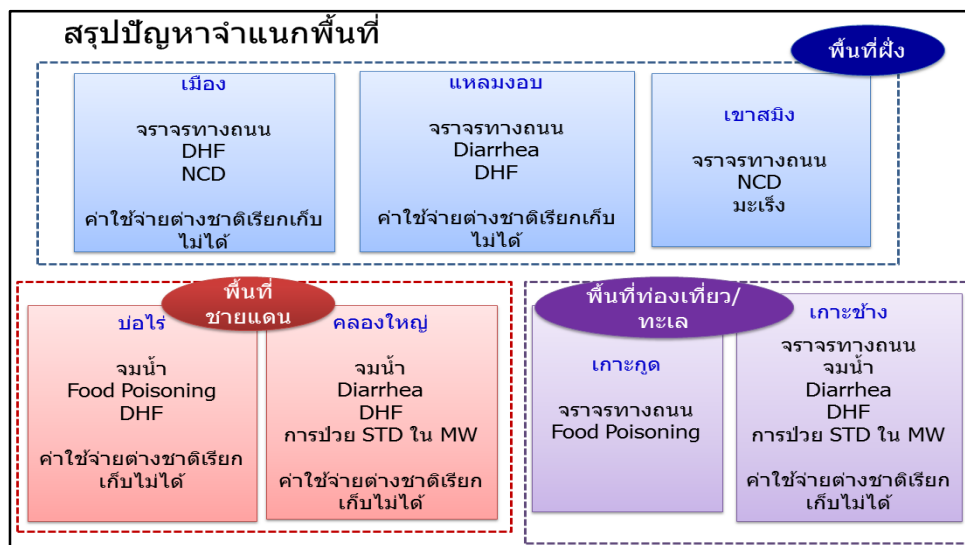 สรุปปัญหาจำแนกพื้นที่
พื้นที่ฝั่ง
เมือง
จราจรทางถนน
DHF
NCD
ค่าใช้จ่ายต่างชาติเรียกเก็บ
ไม่ได้
แหลมงอบ
จราจรทางถนน
Diarrhea
DHF
ค่าใช้จ่ายต่างชาติเรียกเก็บ
ไม่ได้
เขาสมิง
จราจรทางถนน
NCD
มะเร็ง
พื้นที่
ชายแดน
บ่อไร่
จมน้ำ
Food Poisoning
DHF
ค่าใช้จ่ายต่างชาติเรียก
เก็บไม่ได้
คลองใหญ่
จมน้ำ
Diarrhea
DHF
การป่วย STD ใน MW
ค่าใช้จ่ายต่างชาติเรียก
เก็บไม่ได้
พื้นที่ท่องเที่ยว/
ทะเล
เกาะกูด
จราจรทางถนน
Food Poisoning
เกาะช้าง
จราจรทางถนน
จมน้ำ
Diarrhea
DHF
การป่วย STD ใน MW
ค่าใช้จ่ายต่างชาติเรียก
เก็บไม่ได้